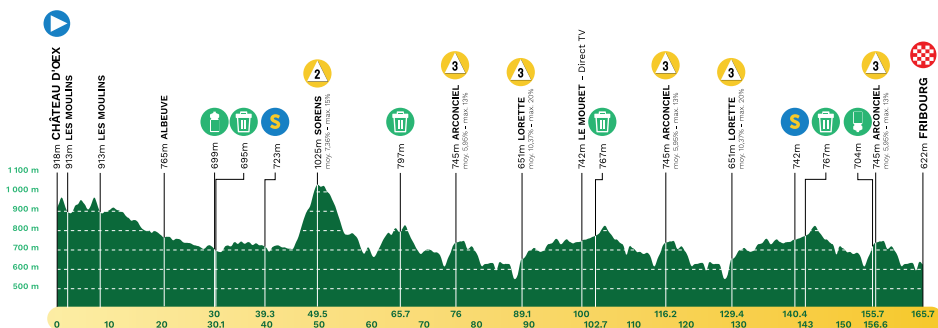 918m CHÂTEAU D'ŒX
913m LES MOULINS
913m LES MOULINS
765m ALBEUVE
699m
695m
S
723m
2
1025m SORENS
moy. 7,36% - max. 15%
797m
3
745m ARCONCIEL
moy. 5,95% - max. 13%
3
651m LORETTE
moy. 10,37% - max. 20%
742m LE MOURET - Direct TV
767m
3
745m ARCONCIEL
moy. 5,95% - max. 13%
3
651m LORETTE
moy. 10,37% - max. 20%
S
742m
767m
704m
3
745m ARCONCIEL
moy. 5,95% - max. 13%
622m FRIBOURG
1 100 m
1 000 m
900 m
800 m
700 m
600 m
500 m
30 39.3 49.5 65.7 76 89.1 100 116.2 129.4 140.4 155.7 165.7
0 10 20 30.1 40 50 60 70 80 90 102.7 110 120 130 143 150 156.6